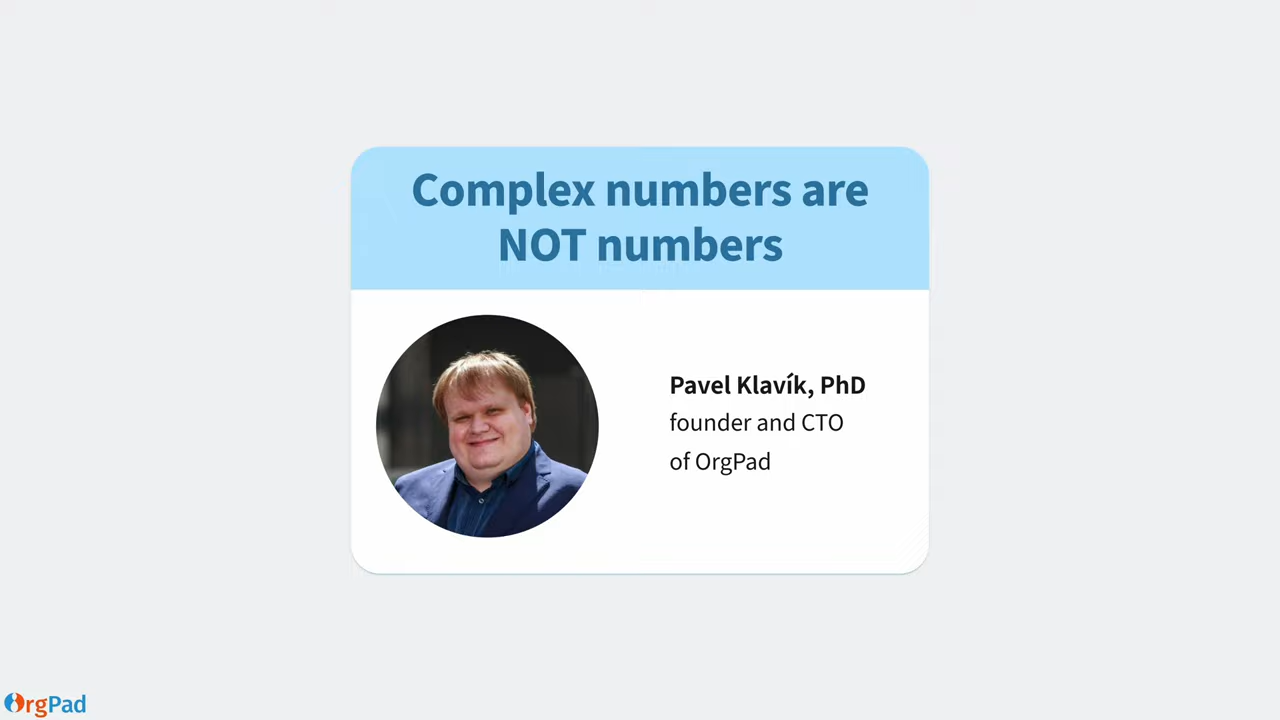 Complex numbers are
NOT numbers
Pavel Klavík, PhD
founder and CTO
of OrgPad
OrgPad